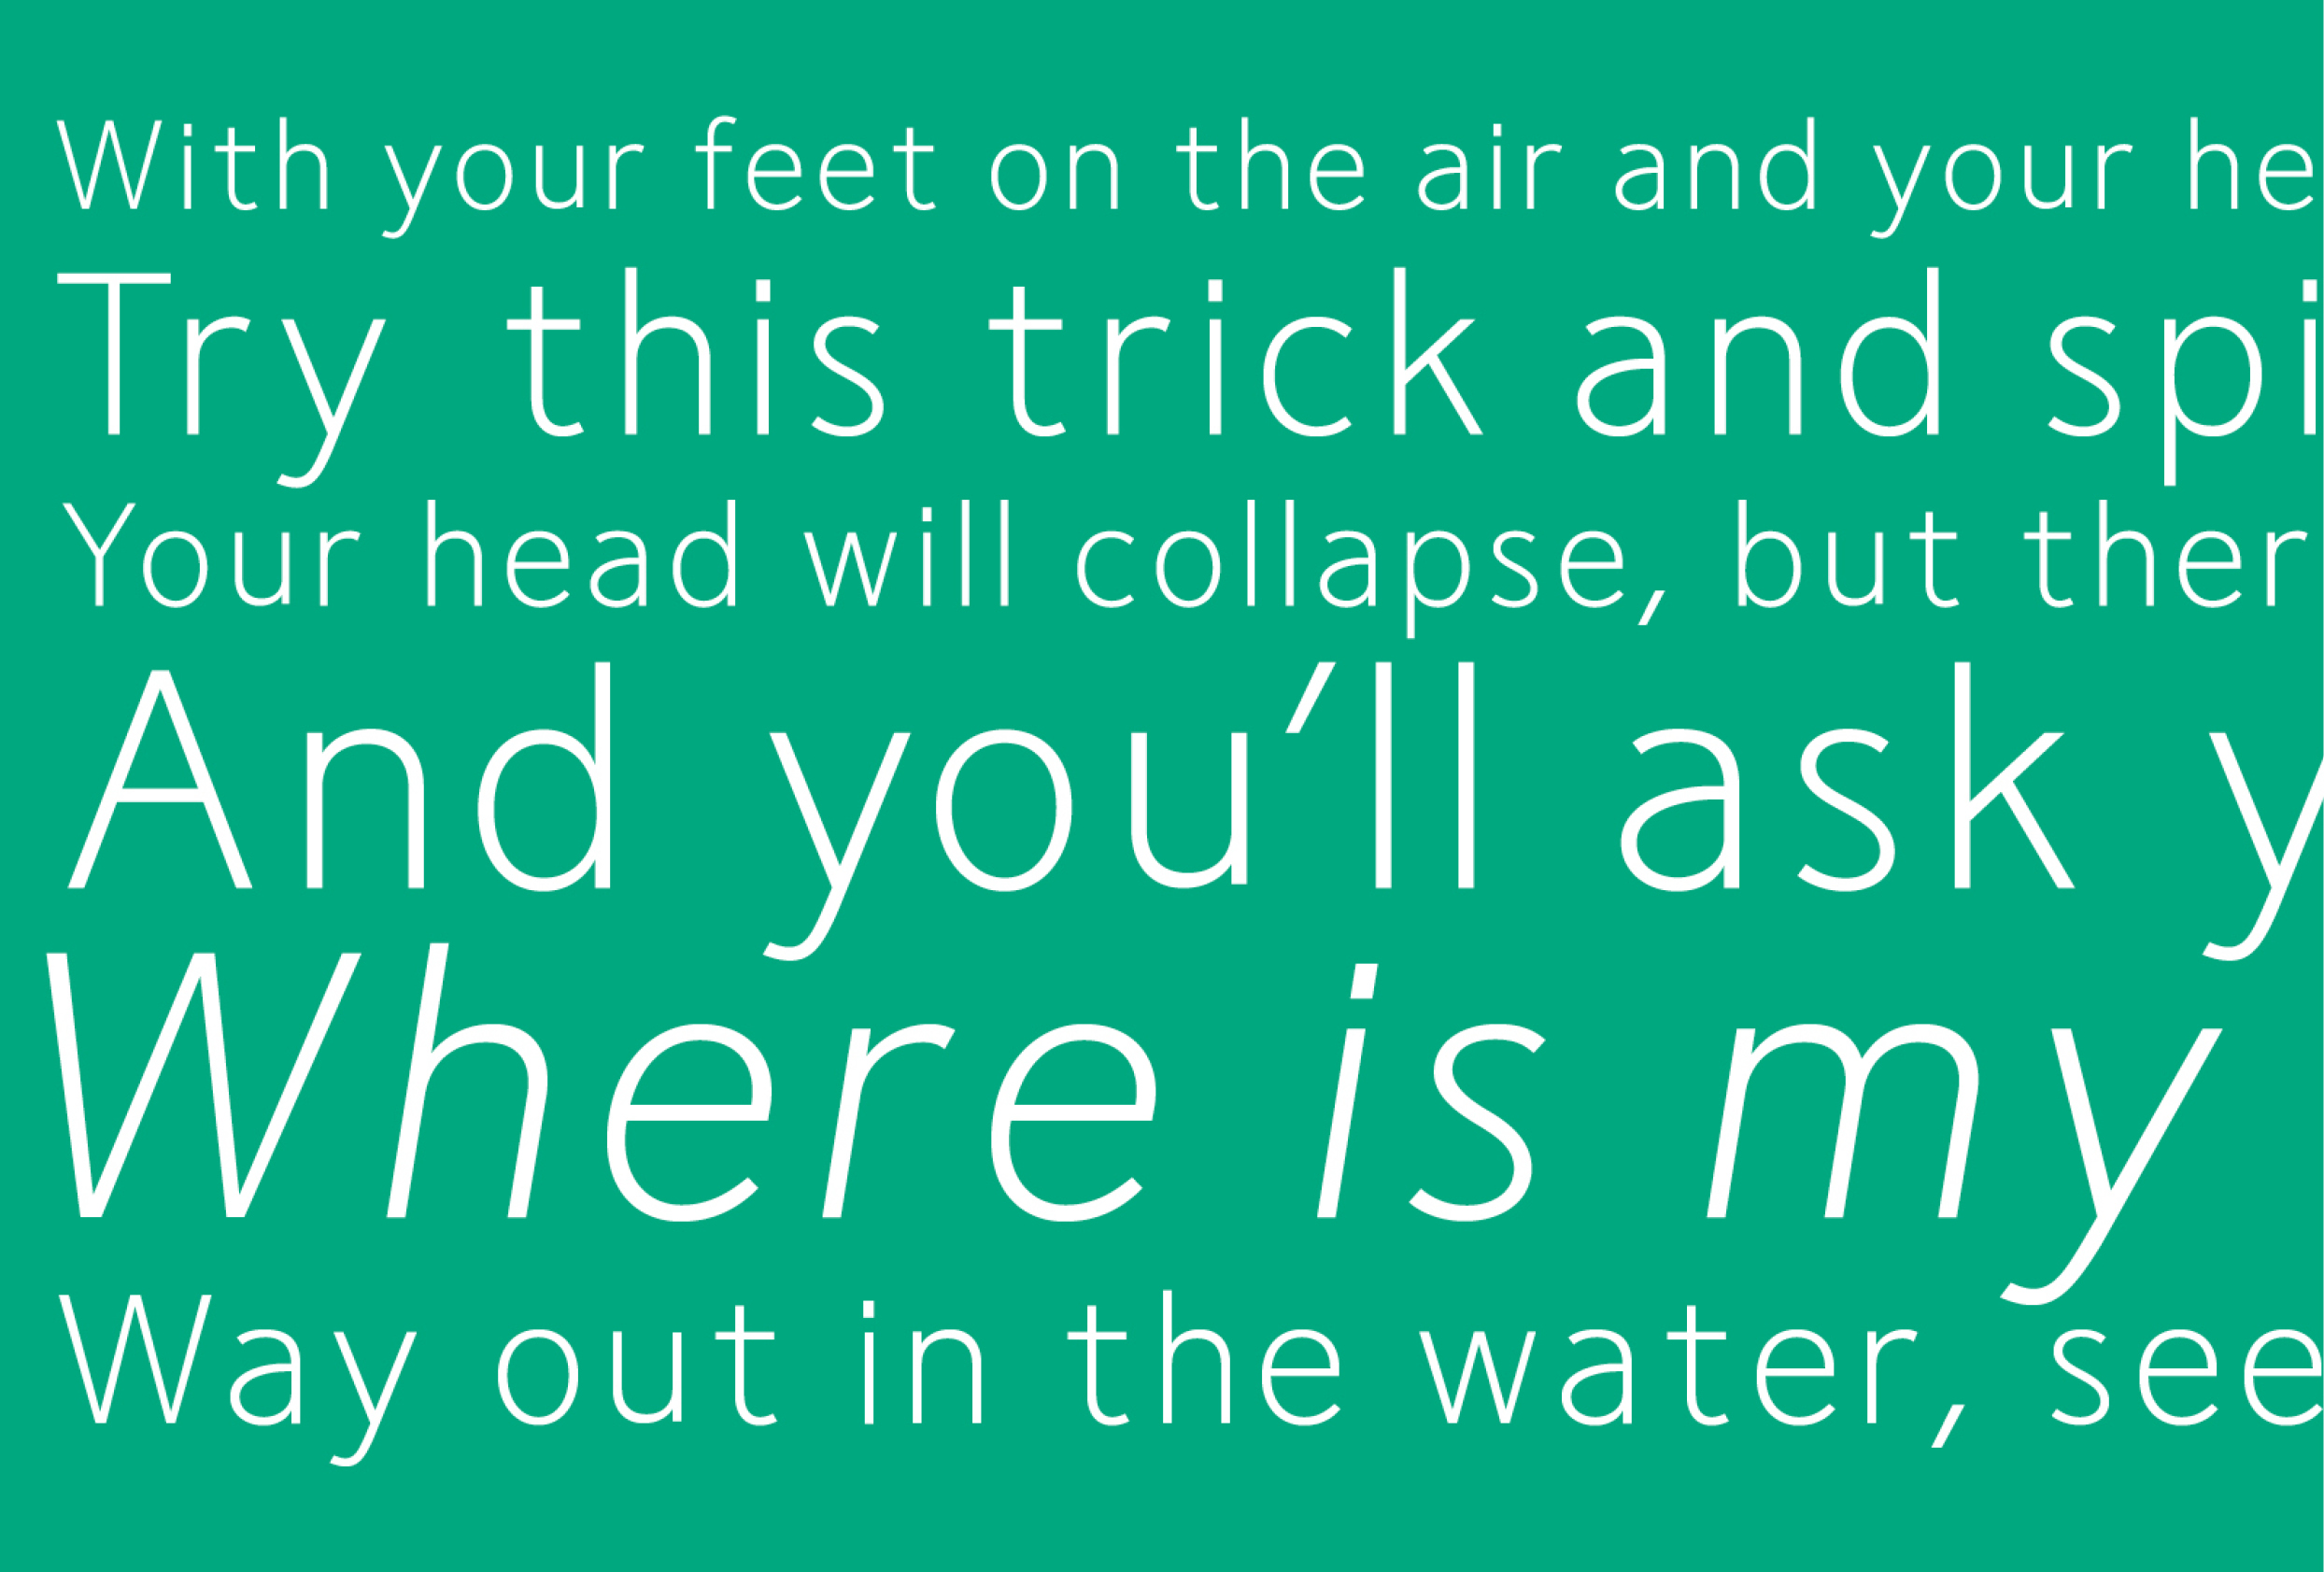 With your feet on the air and your he
Try this trick and spi
Your head will collapse, but ther
And you’ll ask y
Where is my
Way out in the water, see